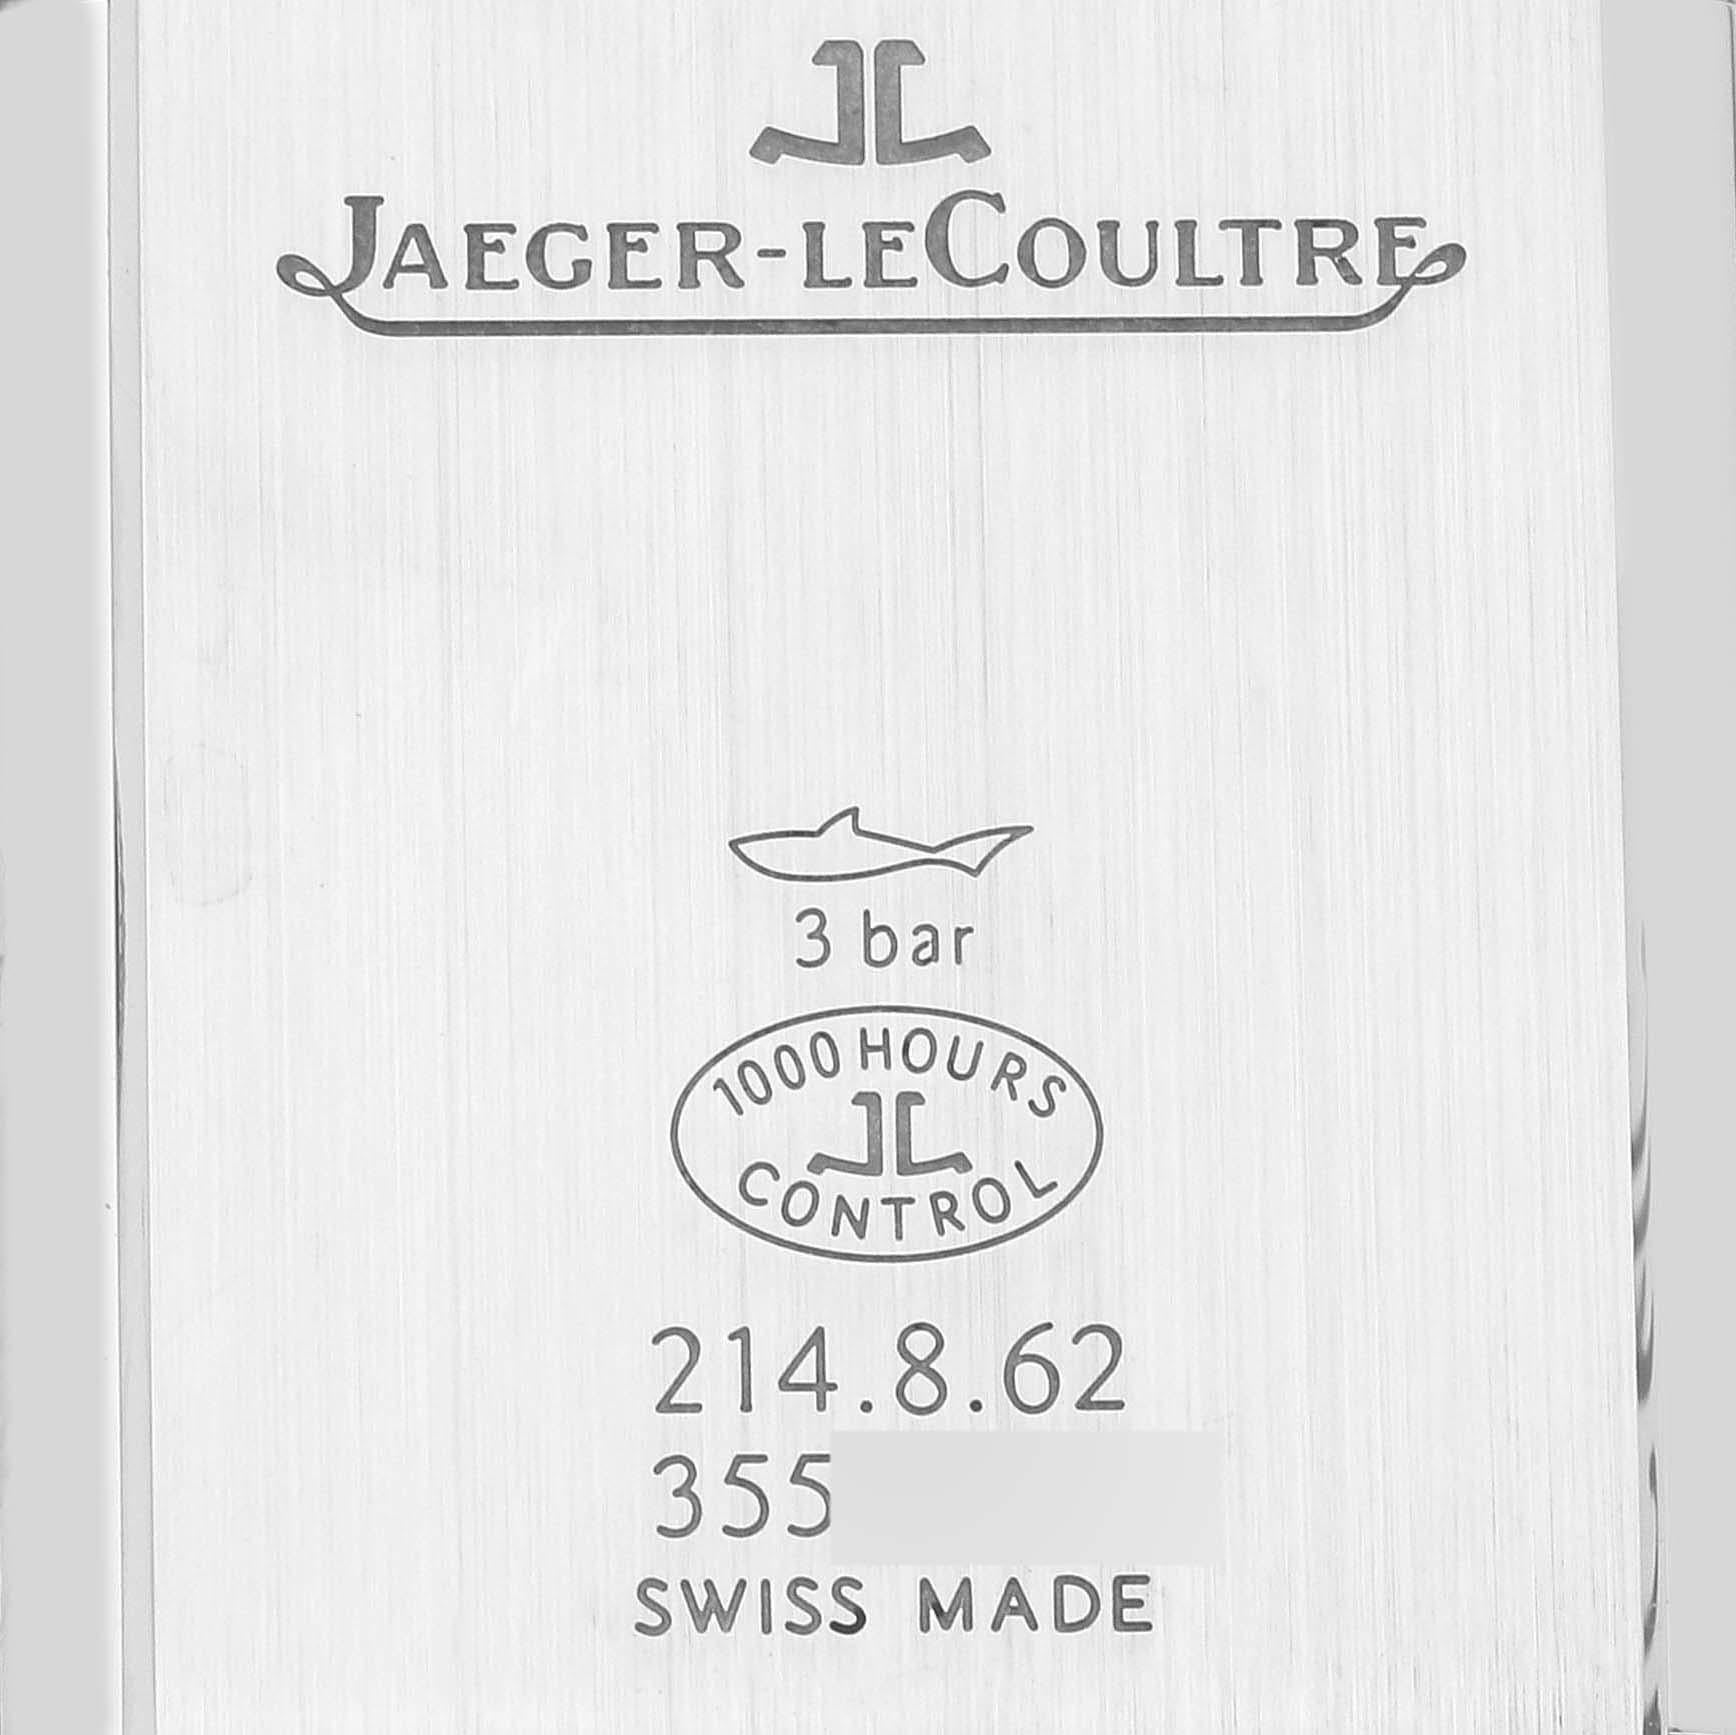 JAEGER-LECOULTRE
3 bar
1000 HOURS
CONTROL
214.8.62
355
SWISS MADE